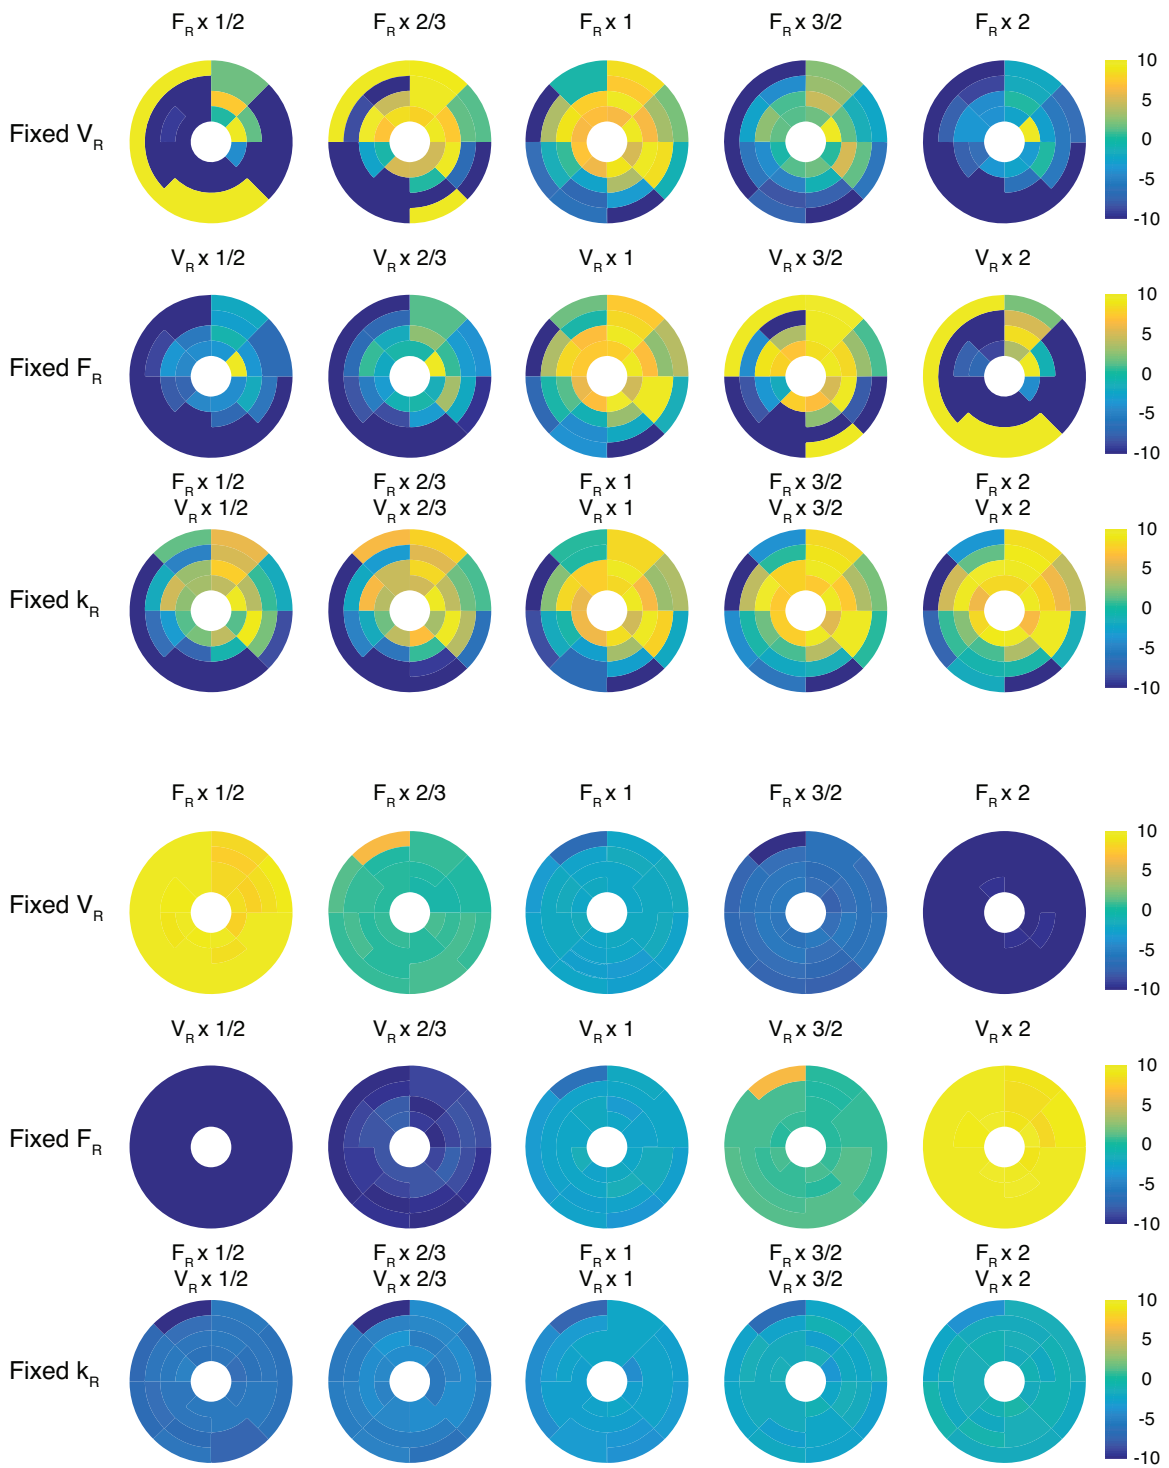 F_R x 1/2 F_R x 2/3 F_R x 1 F_R x 3/2 F_R x 2
Fixed V_R
10
5
0
-5
-10
V_R x 1/2 V_R x 2/3 V_R x 1 V_R x 3/2 V_R x 2
Fixed F_R
10
5
0
-5
-10
F_R x 1/2 F_R x 2/3 F_R x 1 F_R x 3/2 F_R x 2
V_R x 1/2 V_R x 2/3 V_R x 1 V_R x 3/2 V_R x 2
Fixed k_R
10
5
0
-5
-10
F_R x 1/2 F_R x 2/3 F_R x 1 F_R x 3/2 F_R x 2
Fixed V_R
10
5
0
-5
-10
V_R x 1/2 V_R x 2/3 V_R x 1 V_R x 3/2 V_R x 2
Fixed F_R
10
5
0
-5
-10
F_R x 1/2 F_R x 2/3 F_R x 1 F_R x 3/2 F_R x 2
V_R x 1/2 V_R x 2/3 V_R x 1 V_R x 3/2 V_R x 2
Fixed k_R
10
5
0
-5
-10